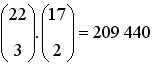 (22 3).(17 2) = 209 440